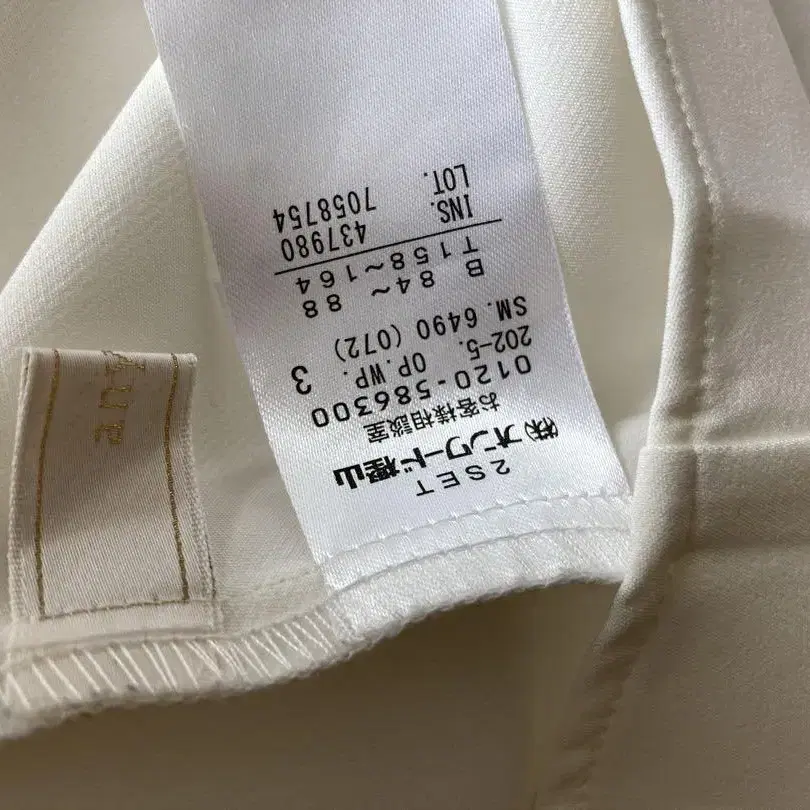 2SET
㈱オンワード樫山
お客様相談室
0120-586300
202-5. OP.WP. 3
SM. 6490 (072)
B 84~ 88
T158~164
INS. 437980
LOT. 7058754